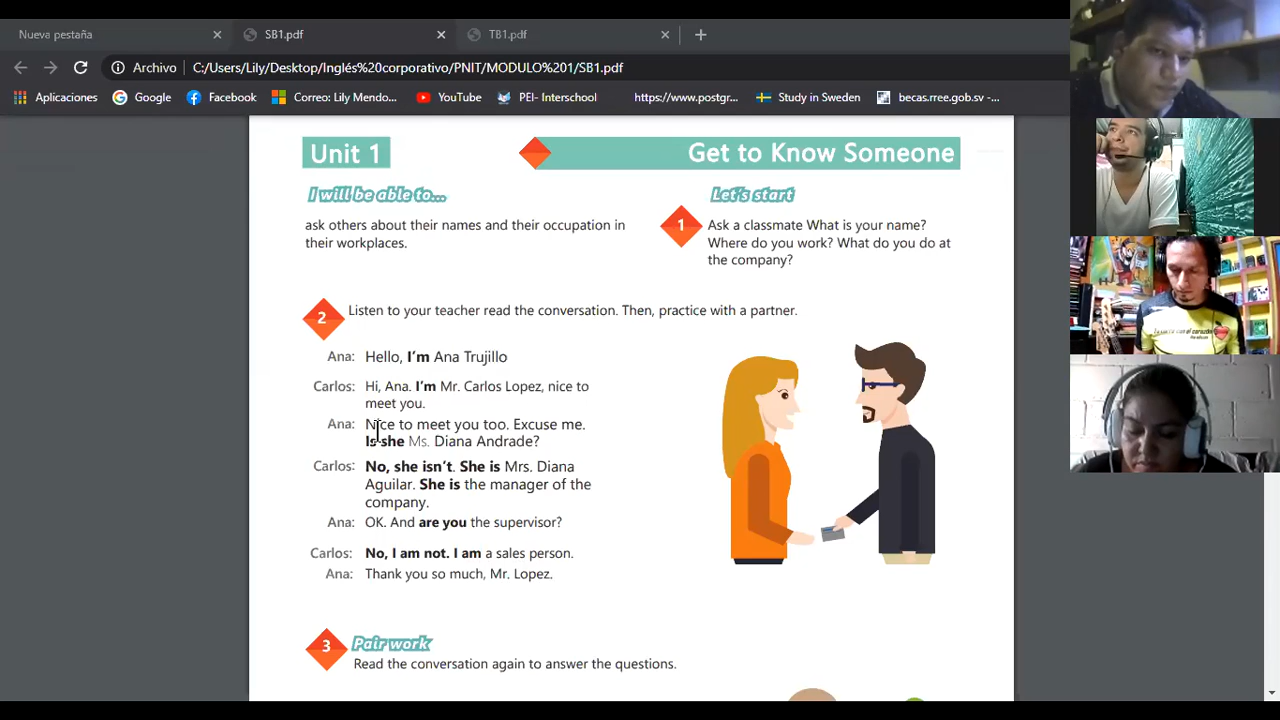 Nueva pestaña
SB1.pdf
TB1.pdf
Archivo
C:/Users/Lily/Desktop/Inglés%20corporativo/PNIT/MODULO%201/SB1.pdf
Aplicaciones
Google
Facebook
Correo: Lily Mendo...
YouTube
PEI- Interschool
https://www.postgr...
Study in Sweden
becas.rree.gob.sv -...
Unit 1
Get to Know Someone
I will be able to...
ask others about their names and their occupation in
their workplaces.
Let's start
1
Ask a classmate What is your name?
Where do you work? What do you do at
the company?
2
Listen to your teacher read the conversation. Then, practice with a partner.
Ana: Hello, I'm Ana Trujillo
Carlos: Hi, Ana. I'm Mr. Carlos Lopez, nice to
meet you.
Ana: Nice to meet you too. Excuse me.
Is she Ms. Diana Andrade?
Carlos: No, she isn't. She is Mrs. Diana
Aguilar. She is the manager of the
company.
Ana: OK. And are you the supervisor?
Carlos: No, I am not. I am a sales person.
Ana: Thank you so much, Mr. Lopez.
3
Pair work
Read the conversation again to answer the questions.